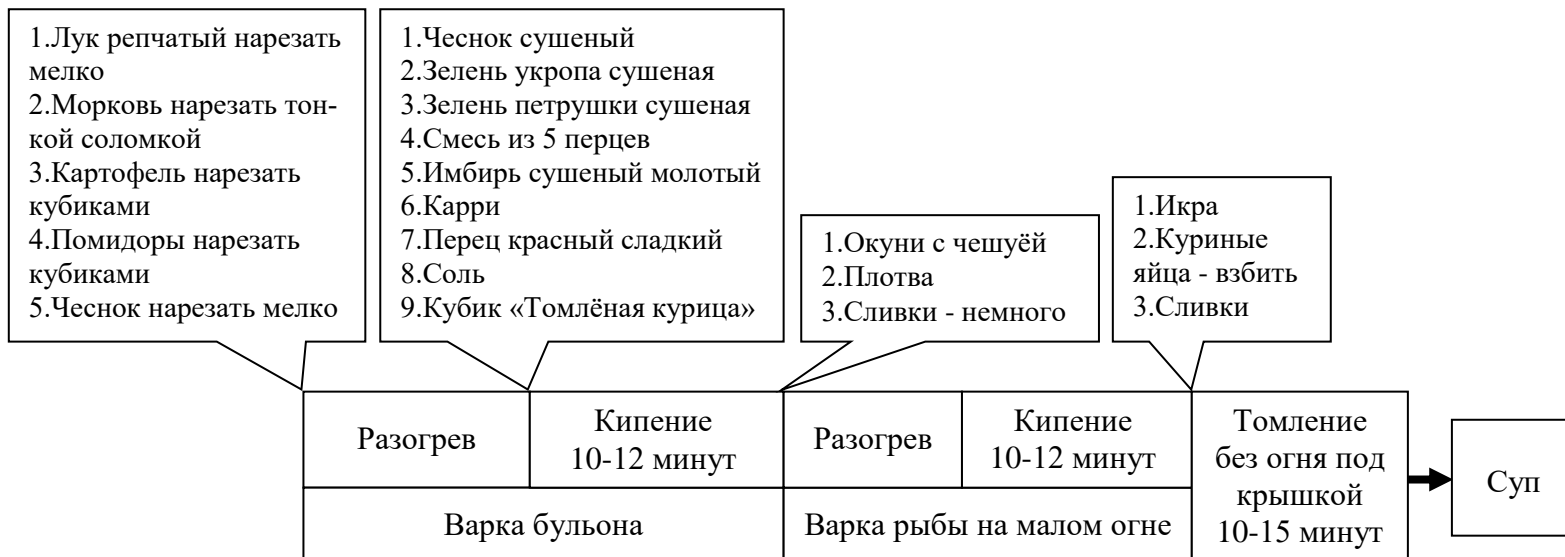 1.Лук репчатый нарезать
мелко
2.Морковь нарезать тон-
кой соломкой
3.Картофель нарезать
кубиками
4.Помидоры нарезать
кубиками
5.Чеснок нарезать мелко
1.Чеснок сушеный
2.Зелень укропа сушеная
3.Зелень петрушки сушеная
4.Смесь из 5 перцев
5.Имбирь сушеный молотый
6.Карри
7.Перец красный сладкий
8.Соль
9.Кубик «Томлёная курица»
1.Окуни с чешуёй
2.Плотва
3.Сливки - немного
1.Икра
2.Куриные
яйца - взбить
3.Сливки
Разогрев
Кипение
10-12 минут
Разогрев
Кипение
10-12 минут
Томление
без огня под
крышкой
10-15 минут
Суп
Варка бульона
Варка рыбы на малом огне